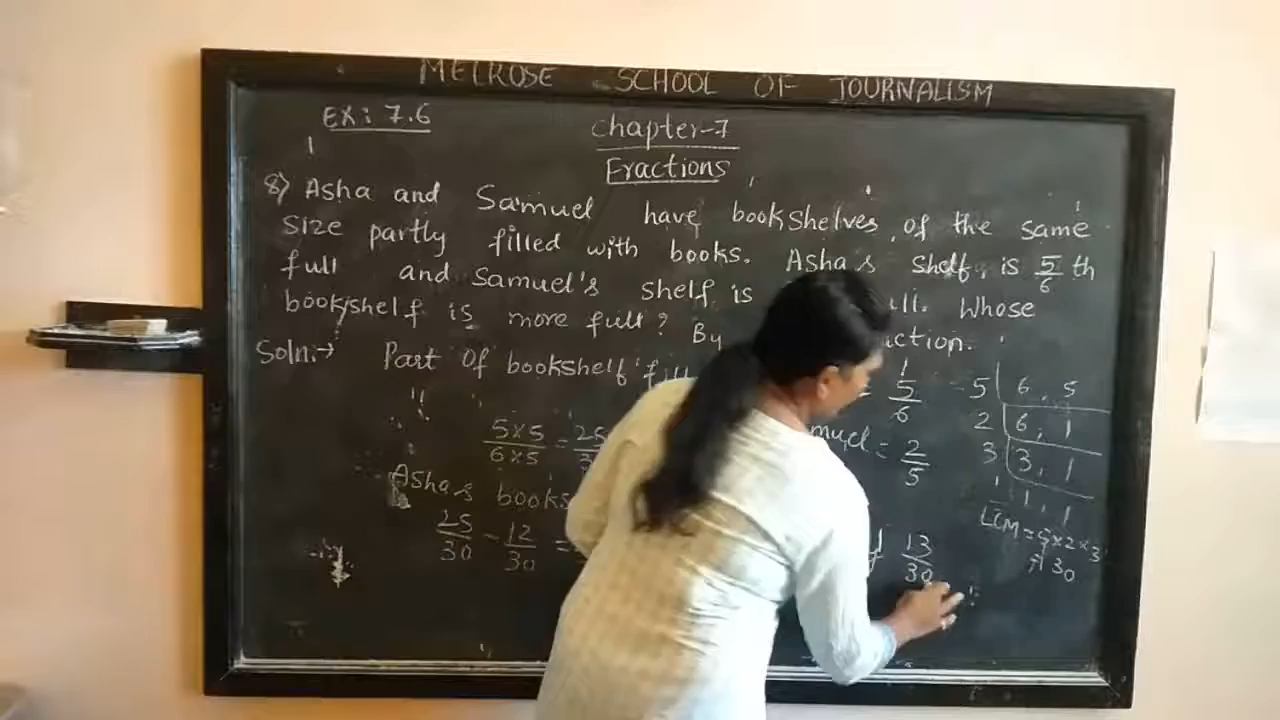 MELROSE SCHOOL OF JOURNALISM
EX: 7.6
Chapter-7
Fractions
8) Asha and Samuel have bookshelves of the same
size partly filled with books. Asha's shelf is 5/6 th
full and Samuel's shelf is ull. Whose
bookshelf is more full? By action.
Soln:→ Part of bookshelf fill = 5/6
muel = 2/5
5×5/6×5 = 25/3
Asha's books
25/30 - 12/30 = 13/30
5 | 6, 5
2 | 6, 1
3 | 3, 1
1, 1
LCM = 5×2×3
30